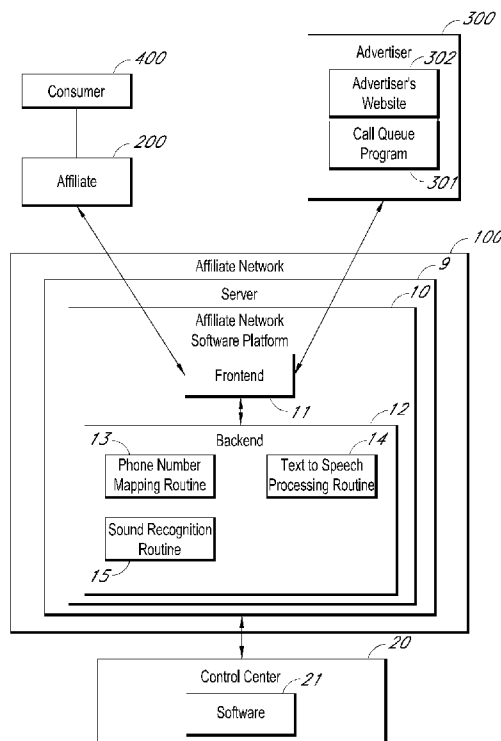 300
Advertiser
302
400
Consumer
Advertiser's
Website
200
Call Queue
Program
Affiliate
301
100
Affiliate Network
9
Server
10
Affiliate Network
Software Platform
Frontend
11
12
Backend
13
14
Phone Number
Mapping Routine
Text to Speech
Processing Routine
Sound Recognition
Routine
15
20
Control Center
21
Software